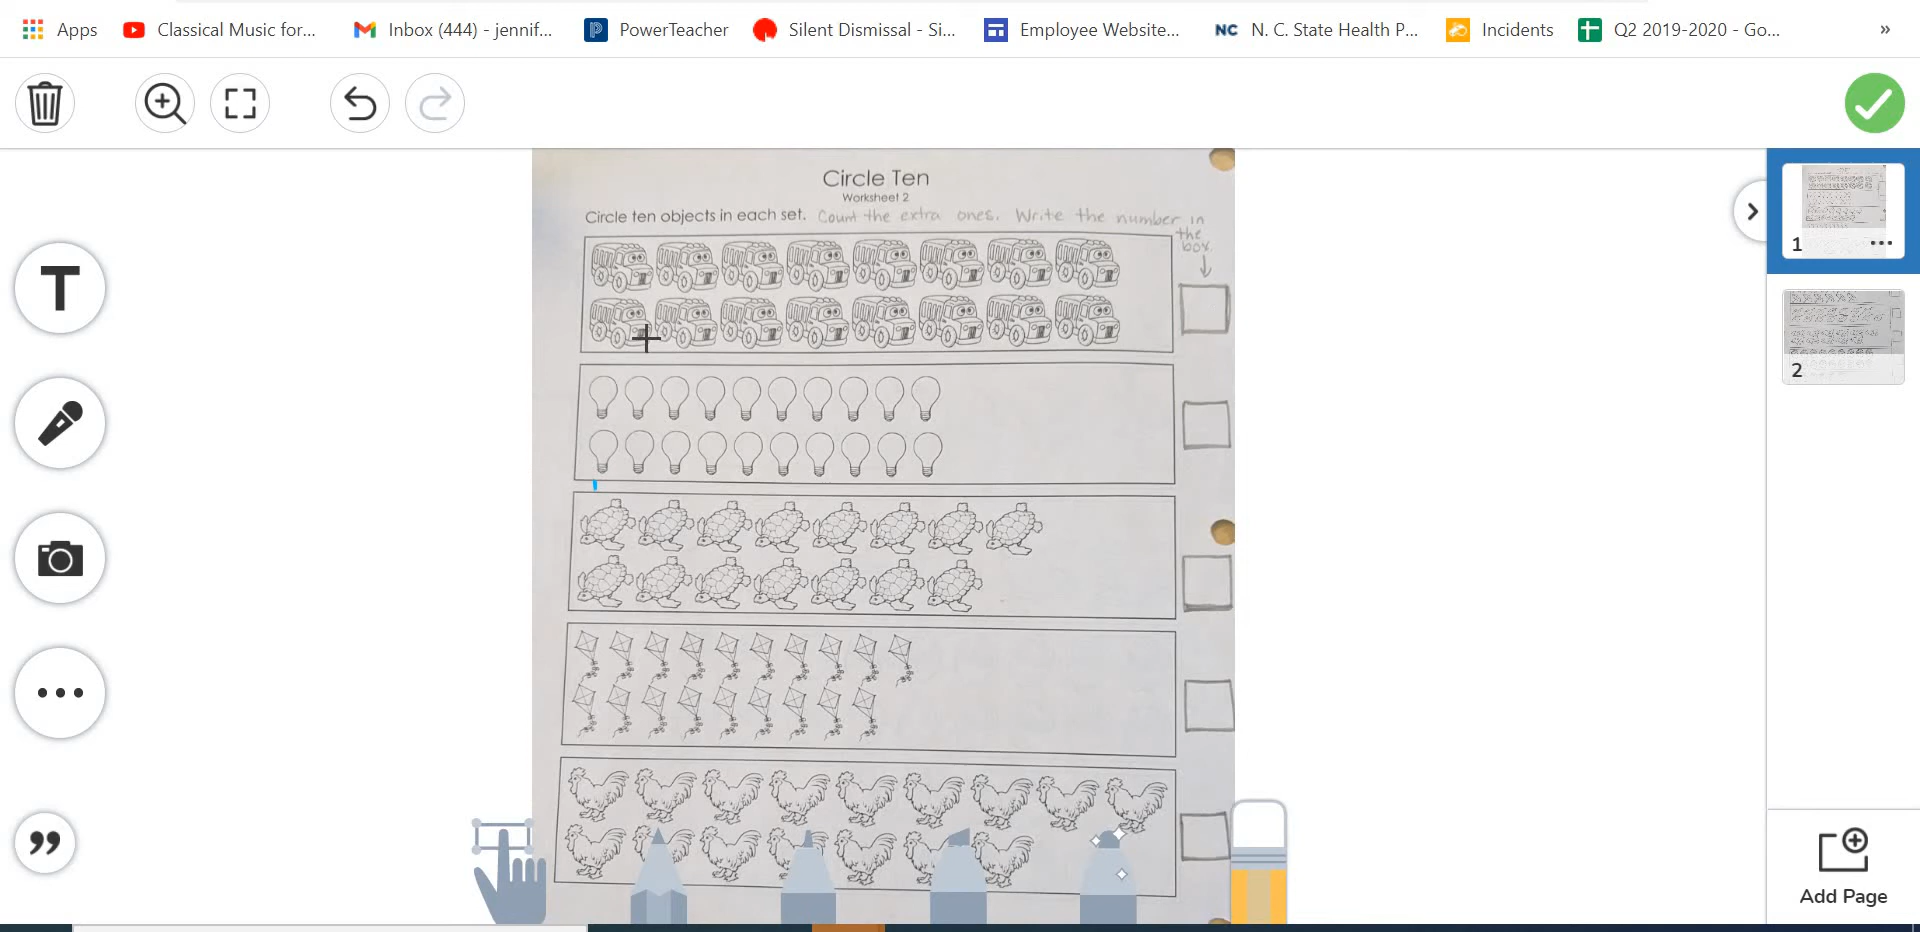 Apps Classical Music for... Inbox (444) - jennif... PowerTeacher Silent Dismissal - Si... Employee Website... NC N. C. State Health P... Incidents Q2 2019-2020 - Go... »
Circle Ten
Worksheet 2
Circle ten objects in each set. Count the extra ones. Write the number in
the
box.
T
1
2
Add Page